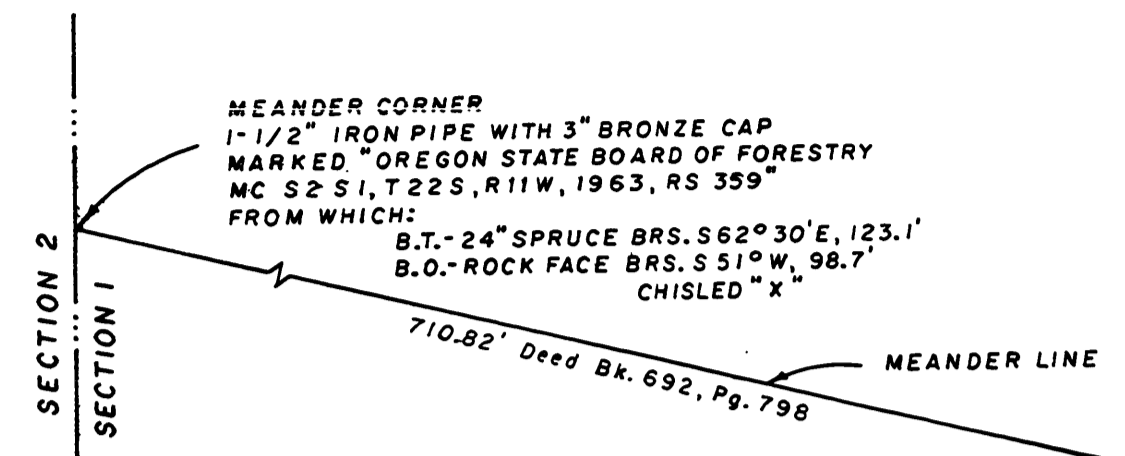 MEANDER CORNER
1-1/2" IRON PIPE WITH 3" BRONZE CAP
MARKED "OREGON STATE BOARD OF FORESTRY
MC S2 S1, T22S, R11W, 1963, RS 359"
FROM WHICH:
B.T.- 24" SPRUCE BRS. S62° 30'E, 123.1'
B.O.- ROCK FACE BRS. S 51° W, 98.7'
CHISLED "X"
SECTION 2
SECTION 1
710.82' Deed Bk. 692, Pg. 798
MEANDER LINE